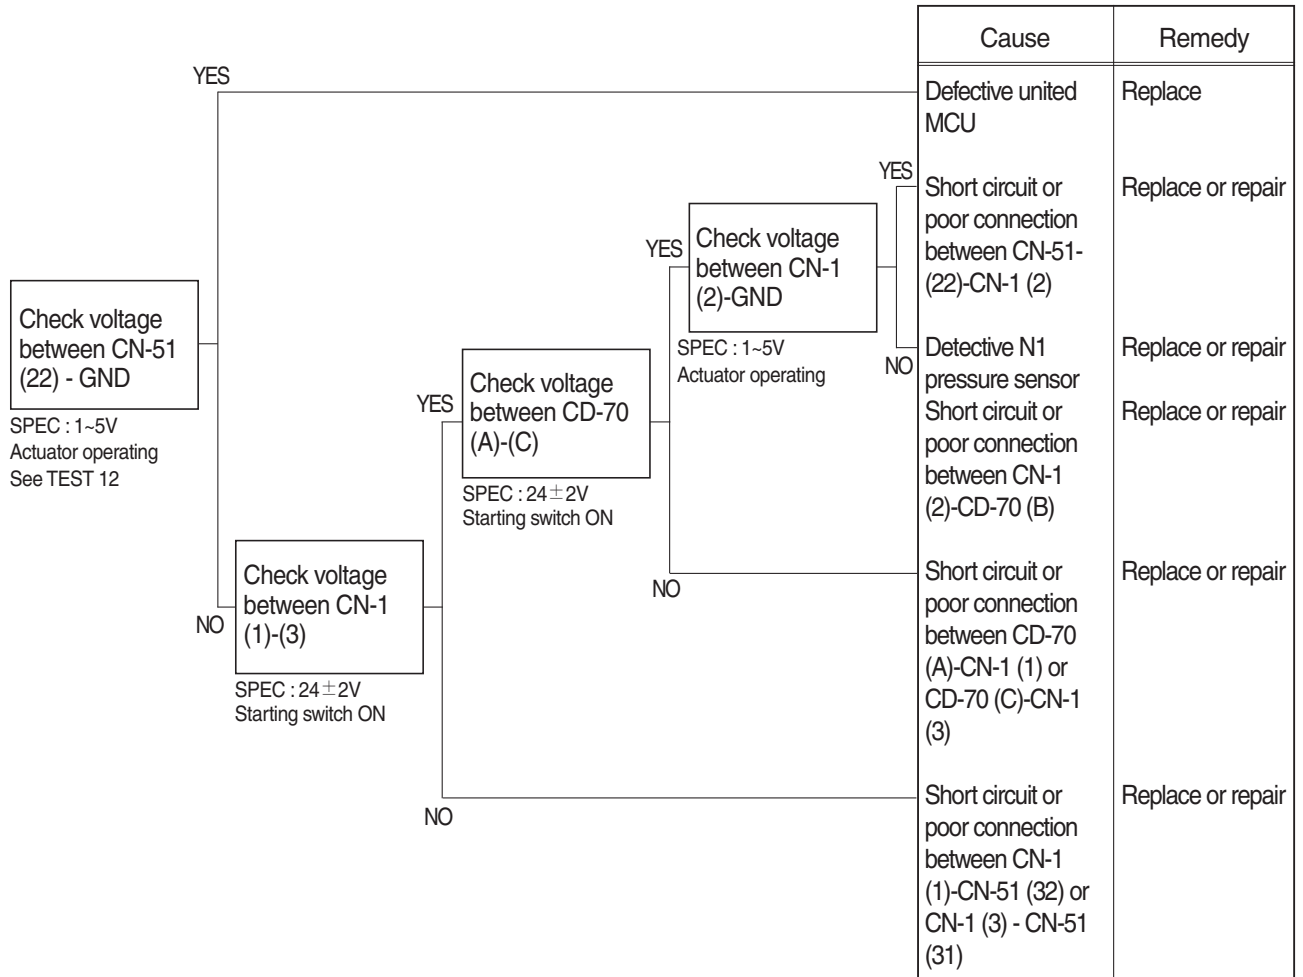 Cause
Remedy
YES
Defective united
MCU
Replace
YES
Short circuit or
poor connection
between CN-51-
(22)-CN-1 (2)
Replace or repair
YES
Check voltage
between CN-1
(2)-GND
SPEC : 1~5V
Actuator operating
NO
Detective N1
pressure sensor
Replace or repair
Short circuit or
poor connection
between CN-1
(2)-CD-70 (B)
Replace or repair
Check voltage
between CN-51
(22) - GND
SPEC : 1~5V
Actuator operating
See TEST 12
YES
Check voltage
between CD-70
(A)-(C)
SPEC : 24±2V
Starting switch ON
NO
Short circuit or
poor connection
between CD-70
(A)-CN-1 (1) or
CD-70 (C)-CN-1
(3)
Replace or repair
NO
Check voltage
between CN-1
(1)-(3)
SPEC : 24±2V
Starting switch ON
NO
Short circuit or
poor connection
between CN-1
(1)-CN-51 (32) or
CN-1 (3) - CN-51
(31)
Replace or repair